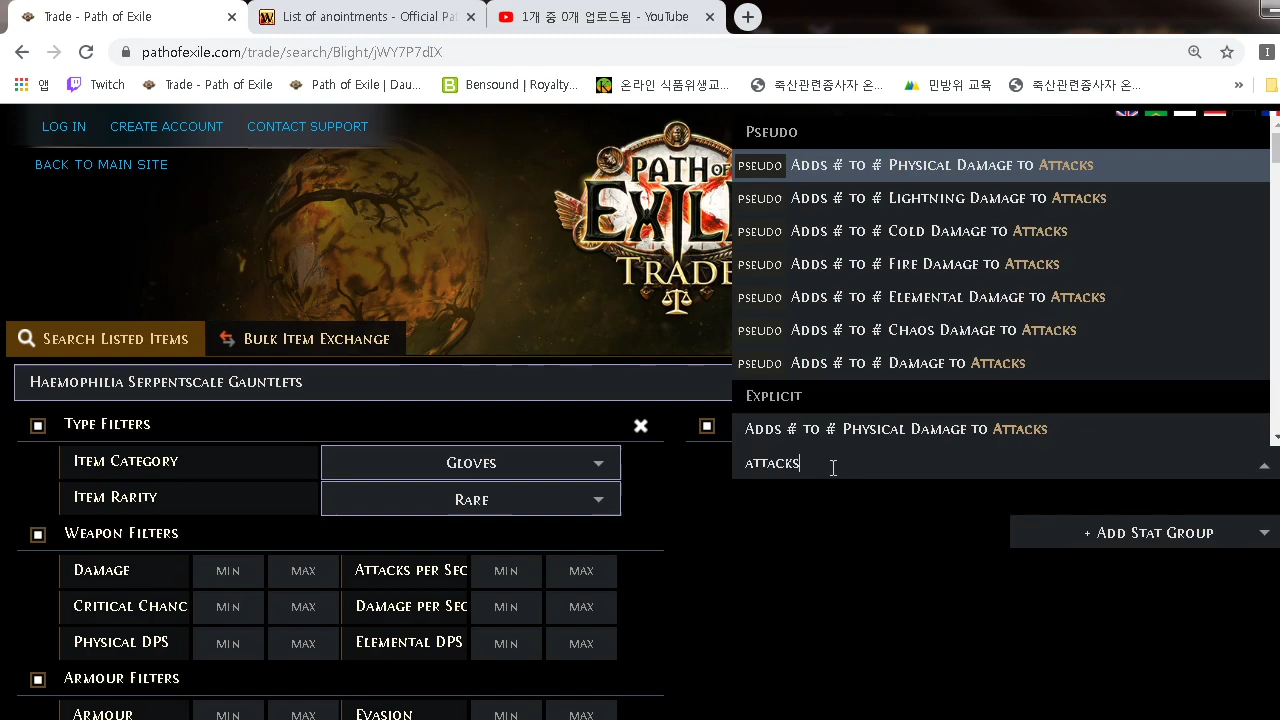 Trade - Path of Exile
List of anointments - Official Pat
1개 중 0개 업로드됨 - YouTube
pathofexile.com/trade/search/Blight/jWY7P7dIX
앱
Twitch
Trade - Path of Exile
Path of Exile | Dau...
Bensound | Royalty...
온라인 식품위생교...
축산관련종사자 온...
민방위 교육
축산관련종사자 온...
»
LOG IN
CREATE ACCOUNT
CONTACT SUPPORT
BACK TO MAIN SITE
PATH OF
EXILE
TRADE
Search Listed Items
Bulk Item Exchange
Haemophilia Serpentscale Gauntlets
Type Filters
Item Category
Gloves
Item Rarity
Rare
Weapon Filters
Damage
MIN
MAX
Attacks per Sec
MIN
MAX
Critical Chanc
MIN
MAX
Damage per Sec
MIN
MAX
Physical DPS
MIN
MAX
Elemental DPS
MIN
MAX
Armour Filters
Armour
MIN
MAX
Evasion
MIN
MAX
Pseudo
PSEUDO Adds # to # Physical Damage to Attacks
PSEUDO Adds # to # Lightning Damage to Attacks
PSEUDO Adds # to # Cold Damage to Attacks
PSEUDO Adds # to # Fire Damage to Attacks
PSEUDO Adds # to # Elemental Damage to Attacks
PSEUDO Adds # to # Chaos Damage to Attacks
PSEUDO Adds # to # Damage to Attacks
Explicit
Adds # to # Physical Damage to Attacks
attacks
+ Add Stat Group